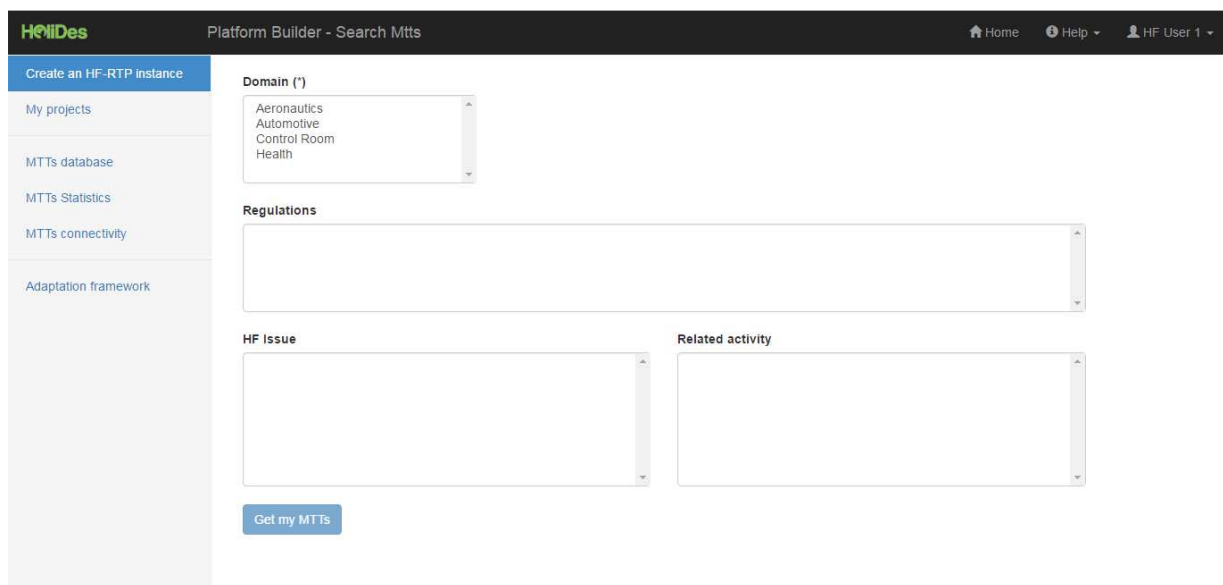 HoliDes
Platform Builder - Search Mtts
Home
Help
HF User 1
Create an HF-RTP instance
My projects
MTTs database
MTTs Statistics
MTTs connectivity
Adaptation framework
Domain (*)
Aeronautics
Automotive
Control Room
Health
Regulations
HF Issue
Related activity
Get my MTTs